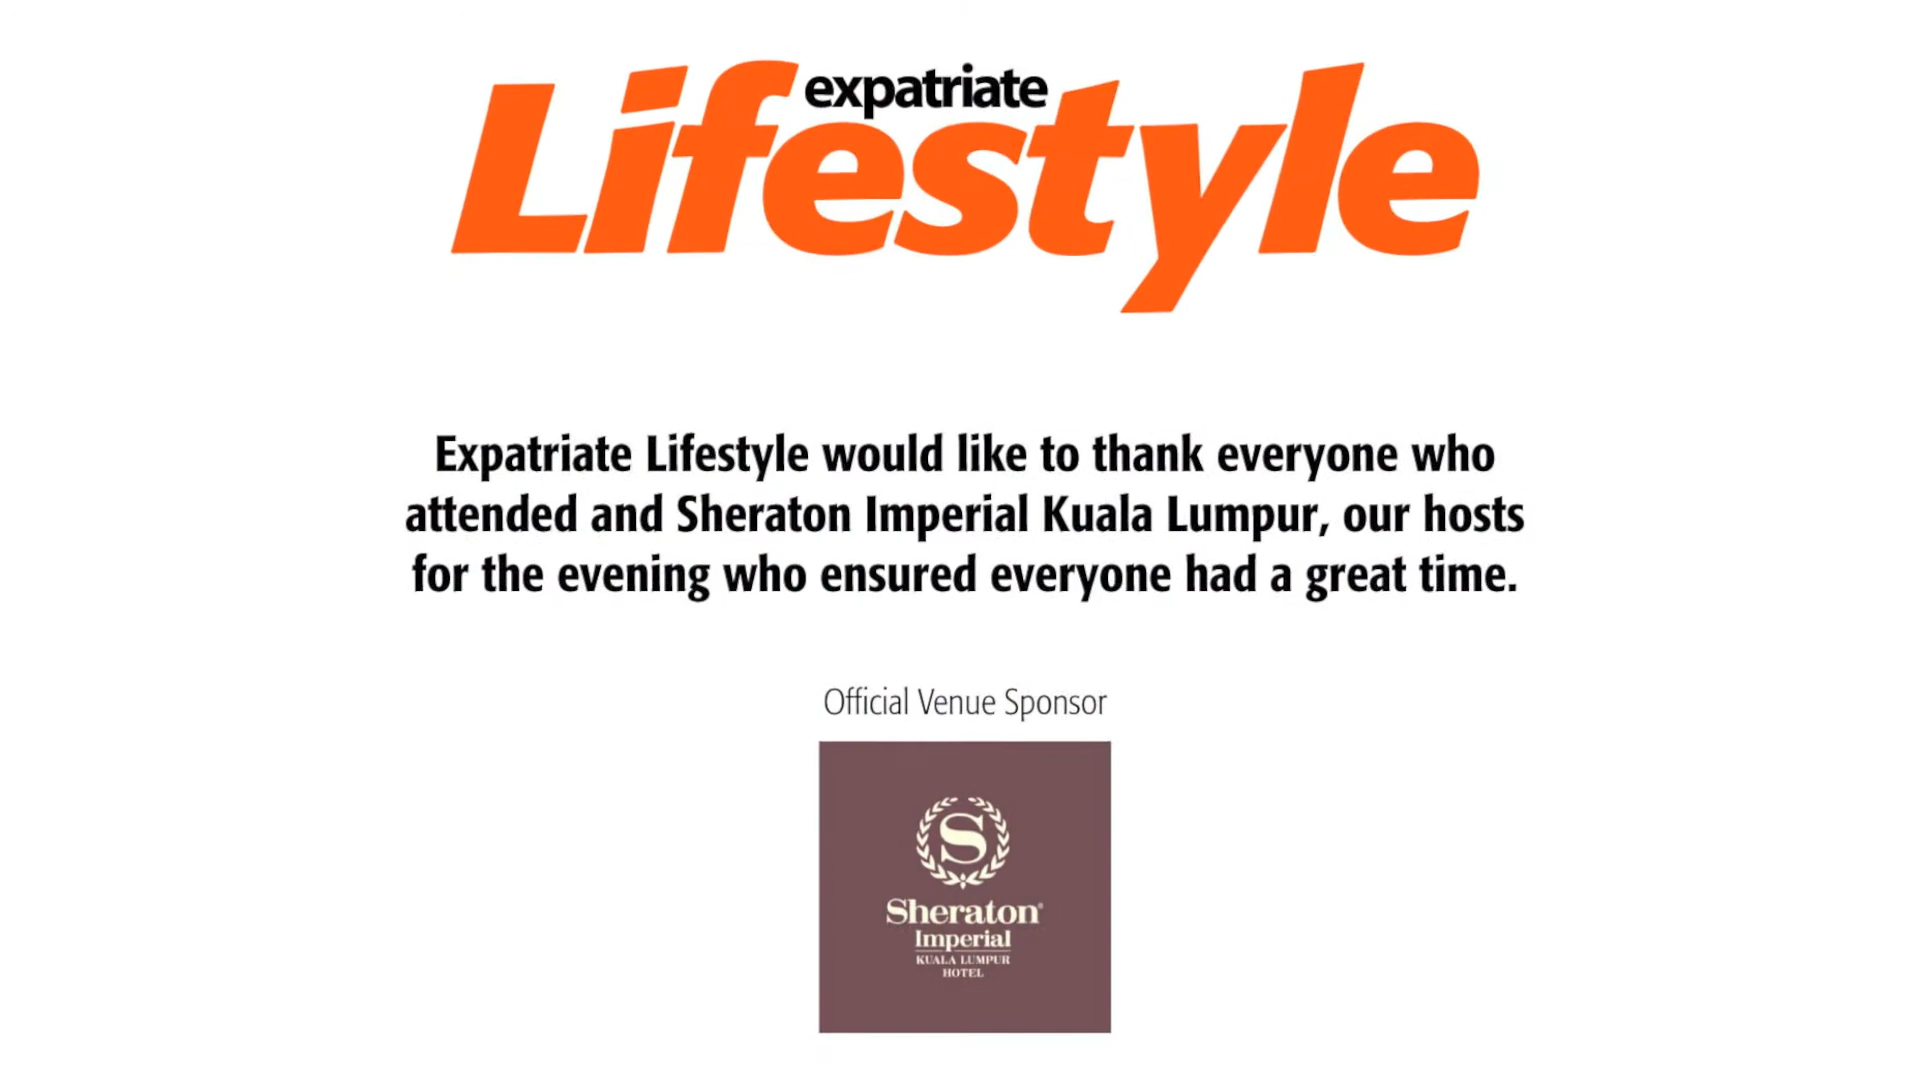 expatriate
Lifestyle
Expatriate Lifestyle would like to thank everyone who
attended and Sheraton Imperial Kuala Lumpur, our hosts
for the evening who ensured everyone had a great time.
Official Venue Sponsor
S
Sheraton®
Imperial
KUALA LUMPUR
HOTEL